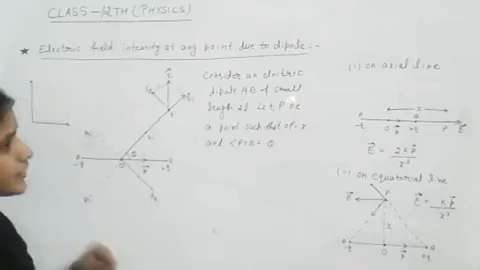 CLASS-12TH (PHYSICS)
★ Electric field intensity at any point due to dipole:-
Consider an electric
dipole AB of small
length 2l. Let P be
a point such that OP=x
and <POB = θ
(i) on axial line
x
-q O p +q P E
E = 2KP / x³
(ii) on equatorial line
P
E
E = KP / x³
x
A B
-q O p +q
E
P
θ
-q O p